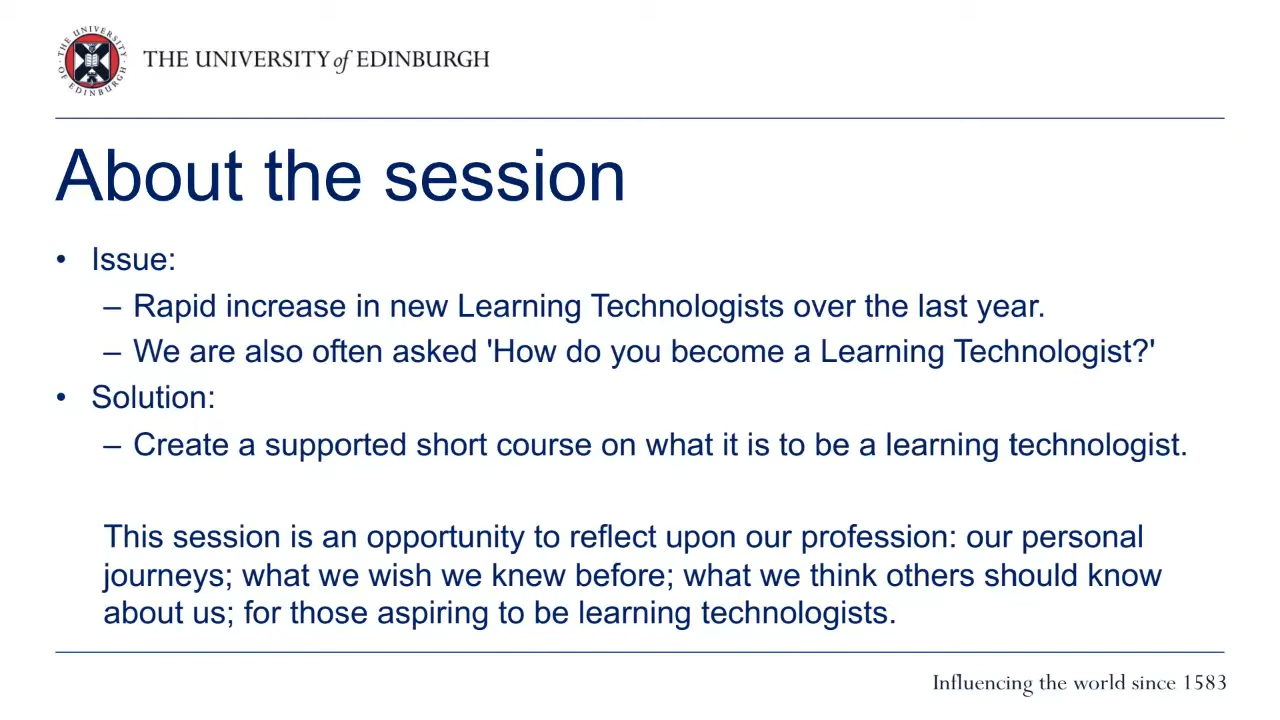 THE UNIVERSITY OF EDINBURGH
THE UNIVERSITY of EDINBURGH
About the session
• Issue:
– Rapid increase in new Learning Technologists over the last year.
– We are also often asked 'How do you become a Learning Technologist?'
• Solution:
– Create a supported short course on what it is to be a learning technologist.
This session is an opportunity to reflect upon our profession: our personal
journeys; what we wish we knew before; what we think others should know
about us; for those aspiring to be learning technologists.
Influencing the world since 1583